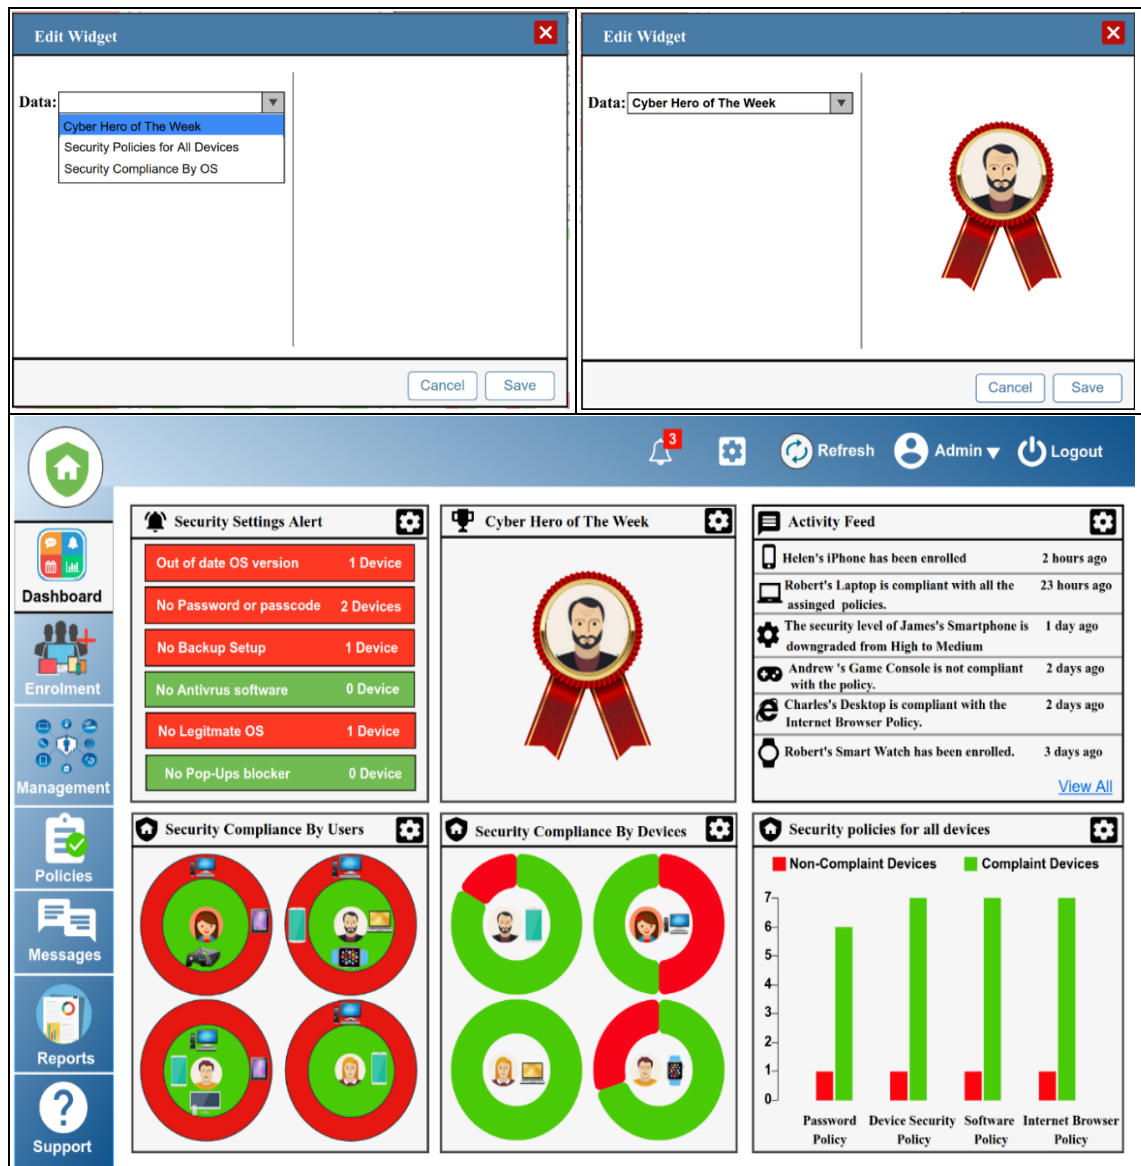 Edit Widget
Data:
Cyber Hero of The Week
Security Policies for All Devices
Security Compliance By OS
Cancel Save
Edit Widget
Data: Cyber Hero of The Week
Cancel Save
3
Refresh Admin Logout
Dashboard
Enrolment
Management
Policies
Messages
Reports
Support
Security Settings Alert
Out of date OS version 1 Device
No Password or passcode 2 Devices
No Backup Setup 1 Device
No Antivrus software 0 Device
No Legitmate OS 1 Device
No Pop-Ups blocker 0 Device
Cyber Hero of The Week
Activity Feed
Helen's iPhone has been enrolled 2 hours ago
Robert's Laptop is compliant with all the 23 hours ago
assinged policies.
The security level of James's Smartphone is 1 day ago
downgraded from High to Medium
Andrew 's Game Console is not compliant 2 days ago
with the policy.
Charles's Desktop is compliant with the 2 days ago
Internet Browser Policy.
Robert's Smart Watch has been enrolled. 3 days ago
View All
Security Compliance By Users
Security Compliance By Devices
Security policies for all devices
Non-Complaint Devices Complaint Devices
7
6
5
4
3
2
1
0
Password Device Security Software Internet Browser
Policy Policy Policy Policy